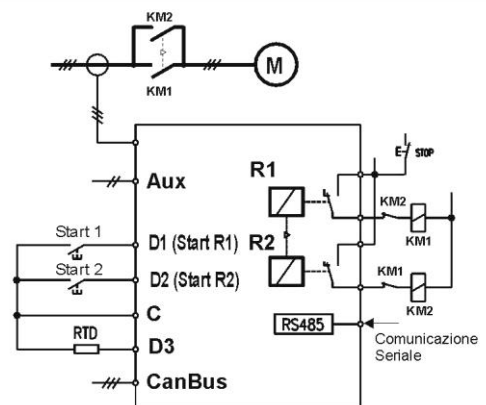 KM2
KM1
M
Aux
D1 (Start R1)
D2 (Start R2)
C
D3
CanBus
Start 1
E
Start 2
E
RTD
R1
R2
RS485
E
STOP
KM2
KM1
KM1
KM2
Comunicazione
Seriale